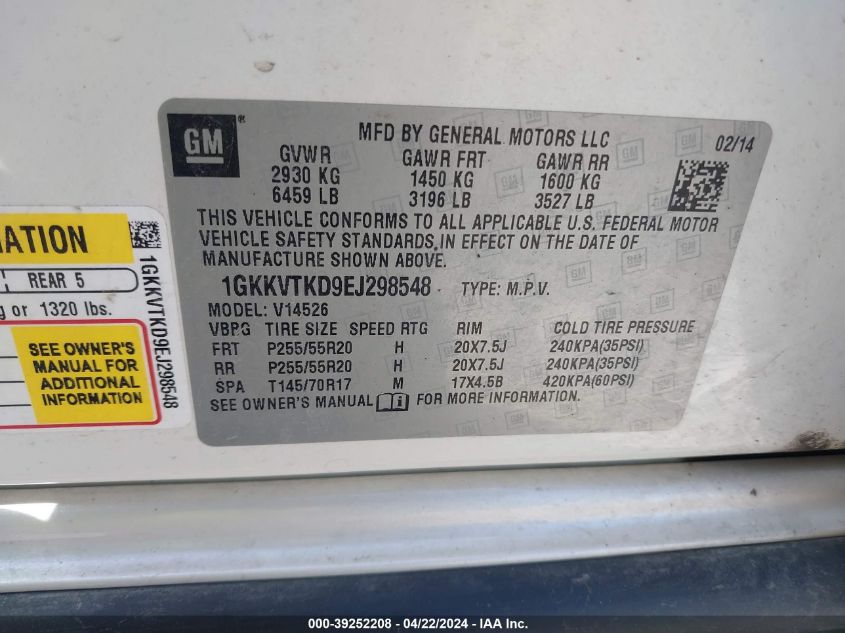 GM ®
MFD BY GENERAL MOTORS LLC 02/14
GVWR GAWR FRT GAWR RR
2930 KG 1450 KG 1600 KG
6459 LB 3196 LB 3527 LB
THIS VEHICLE CONFORMS TO ALL APPLICABLE U.S. FEDERAL MOTOR
VEHICLE SAFETY STANDARDS IN EFFECT ON THE DATE OF
MANUFACTURE SHOWN ABOVE.
1GKKVTKD9EJ298548 TYPE: M.P.V.
MODEL: V14526
VBPG TIRE SIZE SPEED RTG RIM COLD TIRE PRESSURE
FRT P255/55R20 H 20X7.5J 240KPA(35PSI)
RR P255/55R20 H 20X7.5J 240KPA(35PSI)
SPA T145/70R17 M 17X4.5B 420KPA(60PSI)
SEE OWNER'S MANUAL i FOR MORE INFORMATION.
MATION
REAR 5
g or 1320 lbs.
SEE OWNER'S
MANUAL FOR
ADDITIONAL
INFORMATION
1GKKVTKD9EJ298548
000-39252208 - 04/22/2024 - IAA Inc.